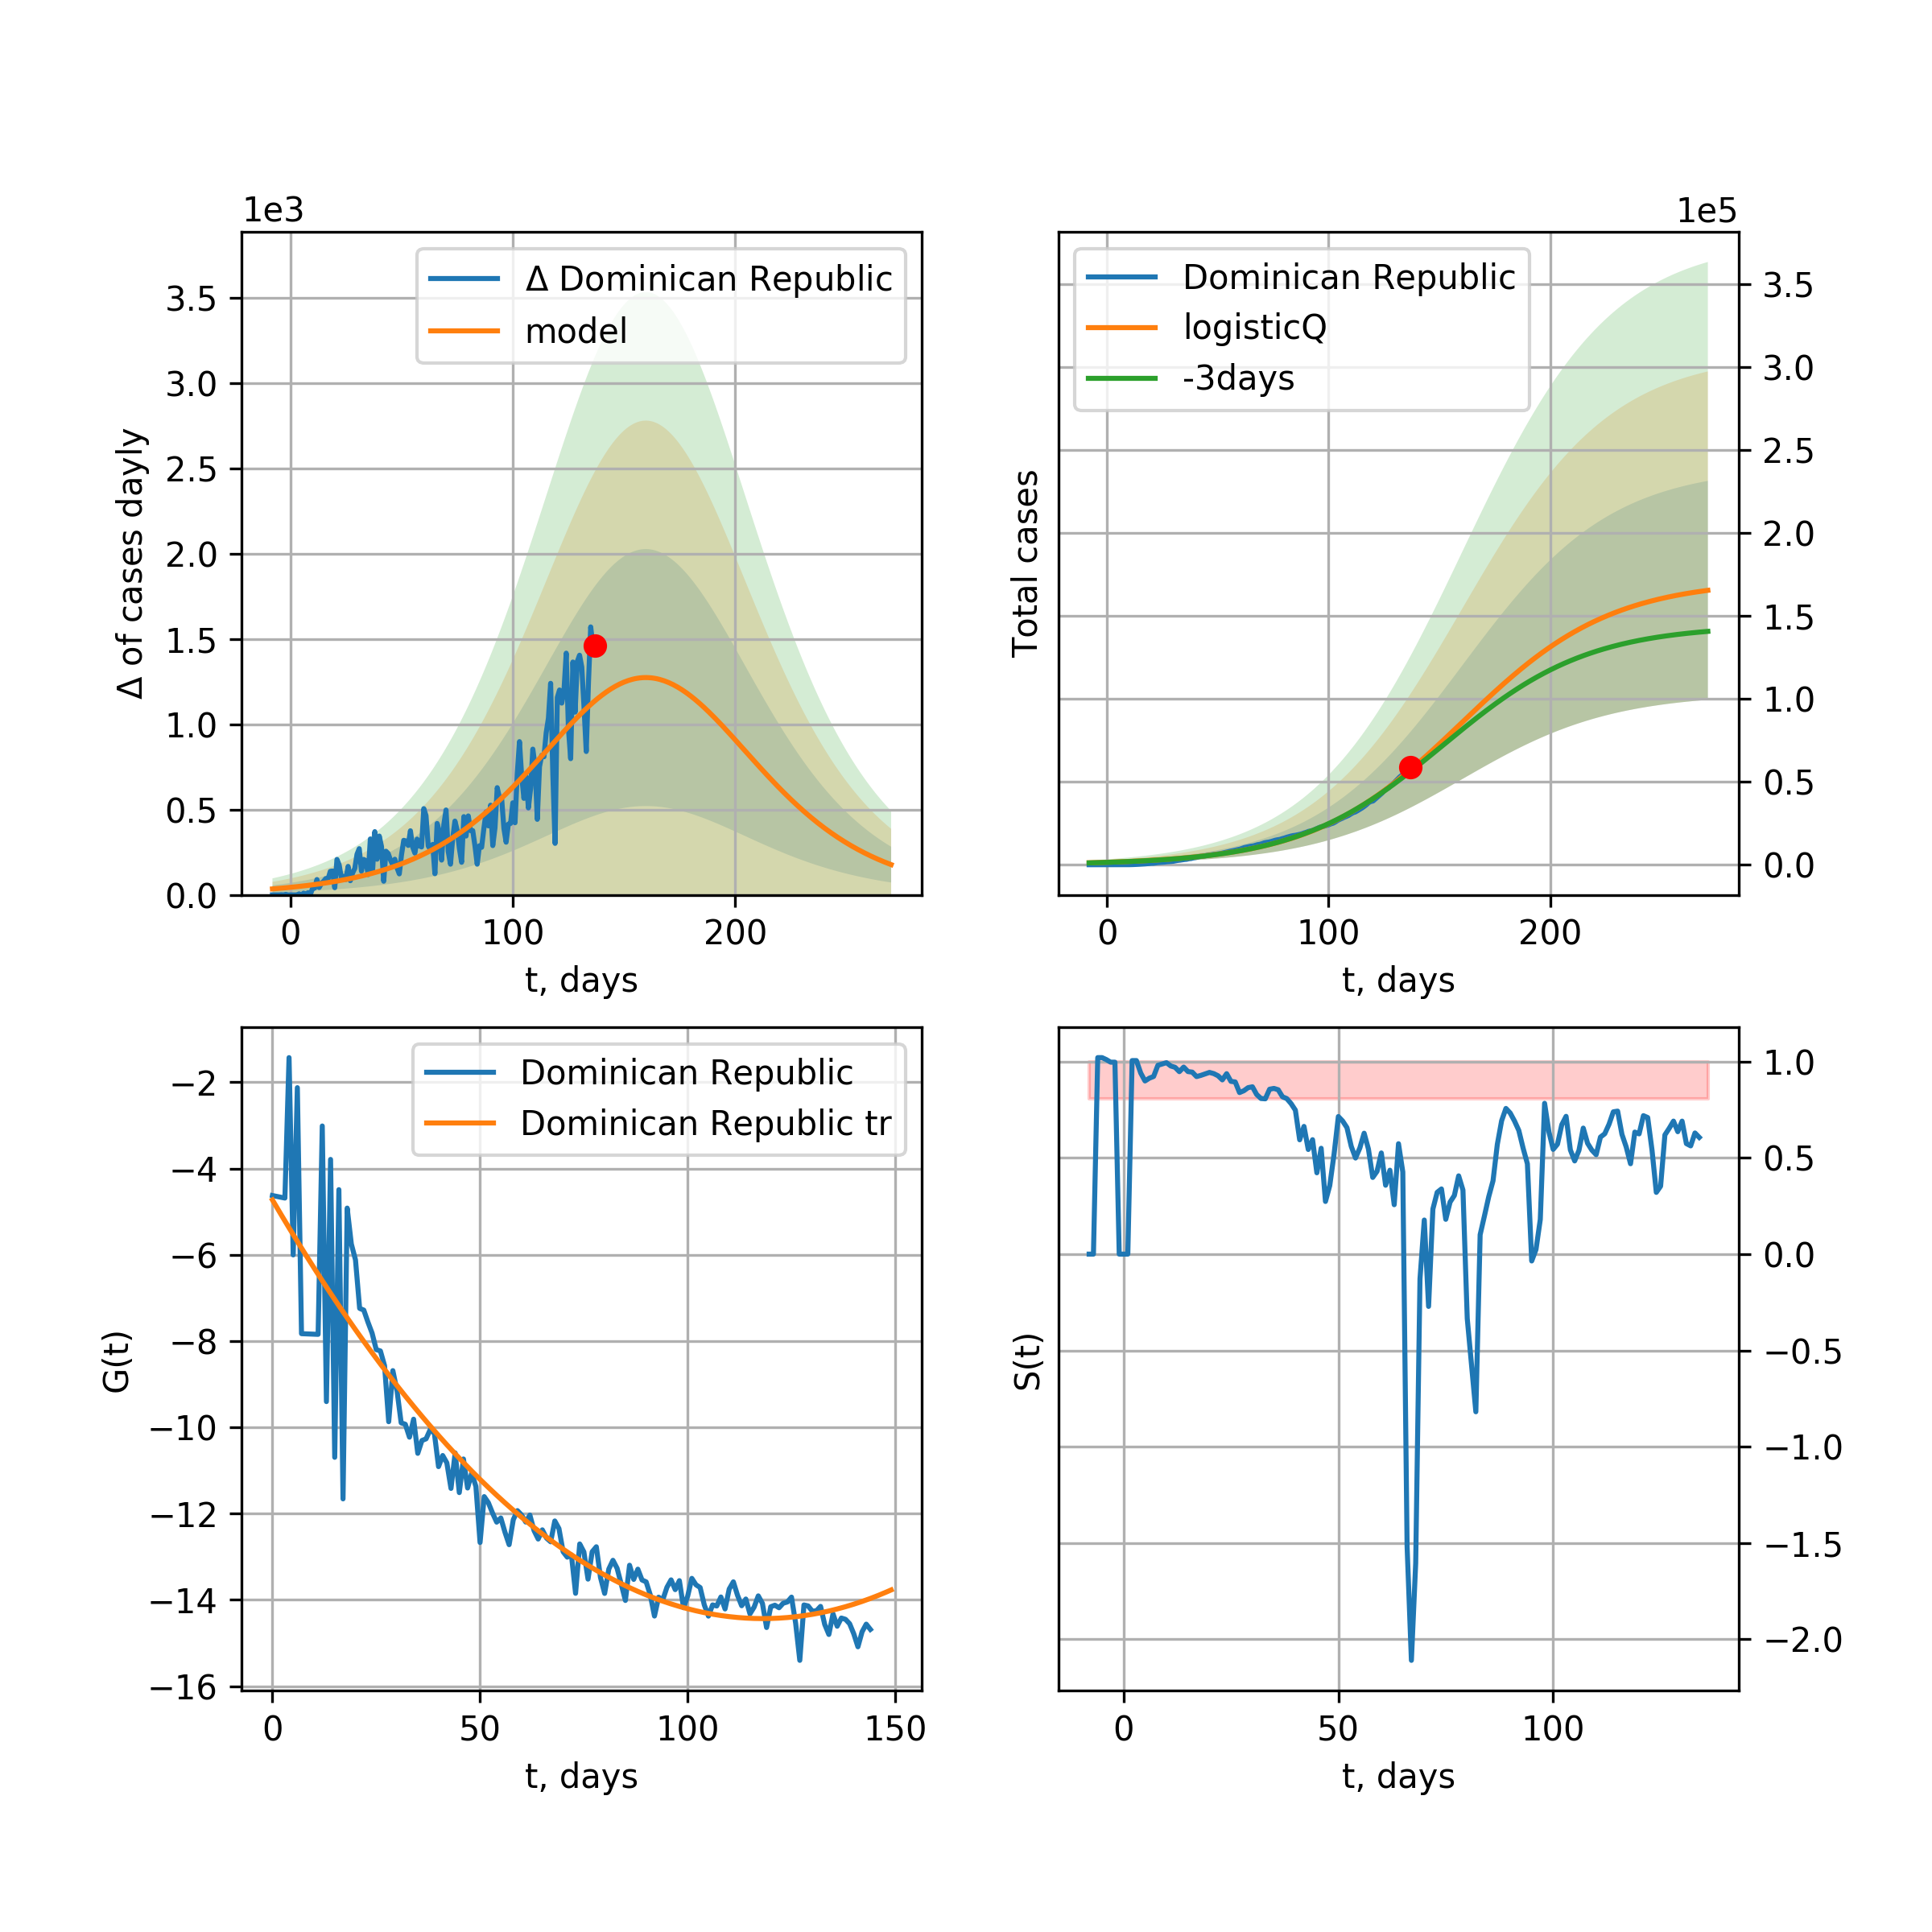 1e3
Δ of cases dayly
3.5
3.0
2.5
2.0
1.5
1.0
0.5
0.0
Δ Dominican Republic
model
0 100 200
t, days
1e5
Total cases
Dominican Republic
logisticQ
-3days
3.5
3.0
2.5
2.0
1.5
1.0
0.5
0.0
0 100 200
t, days
G(t)
−2
−4
−6
−8
−10
−12
−14
−16
Dominican Republic
Dominican Republic tr
0 50 100 150
t, days
S(t)
1.0
0.5
0.0
−0.5
−1.0
−1.5
−2.0
0 50 100
t, days